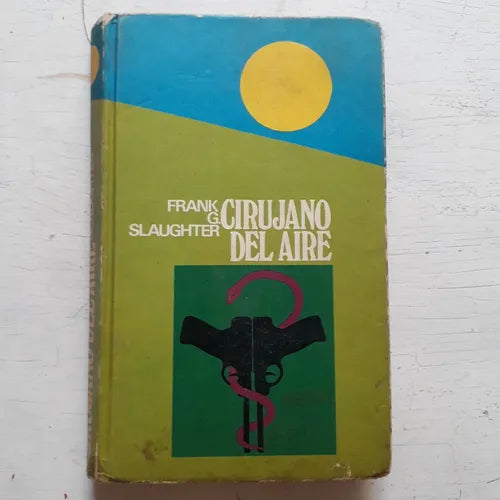 FRANK
G.
SLAUGHTER
CIRUJANO
DEL AIRE